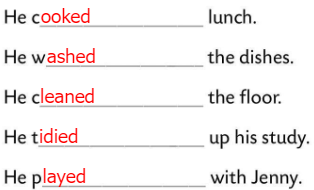 He cooked lunch.
He washed the dishes.
He cleaned the floor.
He tidied up his study.
He played with Jenny.